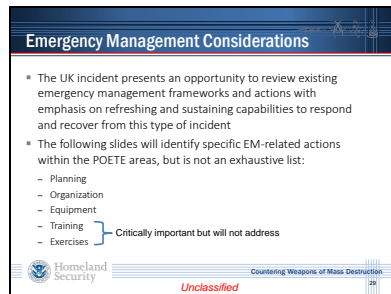 Emergency Management Considerations
▪ The UK incident presents an opportunity to review existing
emergency management frameworks and actions with
emphasis on refreshing and sustaining capabilities to respond
and recover from this type of incident
▪ The following slides will identify specific EM-related actions
within the POETE areas, but is not an exhaustive list:
– Planning
– Organization
– Equipment
– Training
– Exercises
Critically important but will not address
Homeland
Security
Countering Weapons of Mass Destruction
Unclassified
29